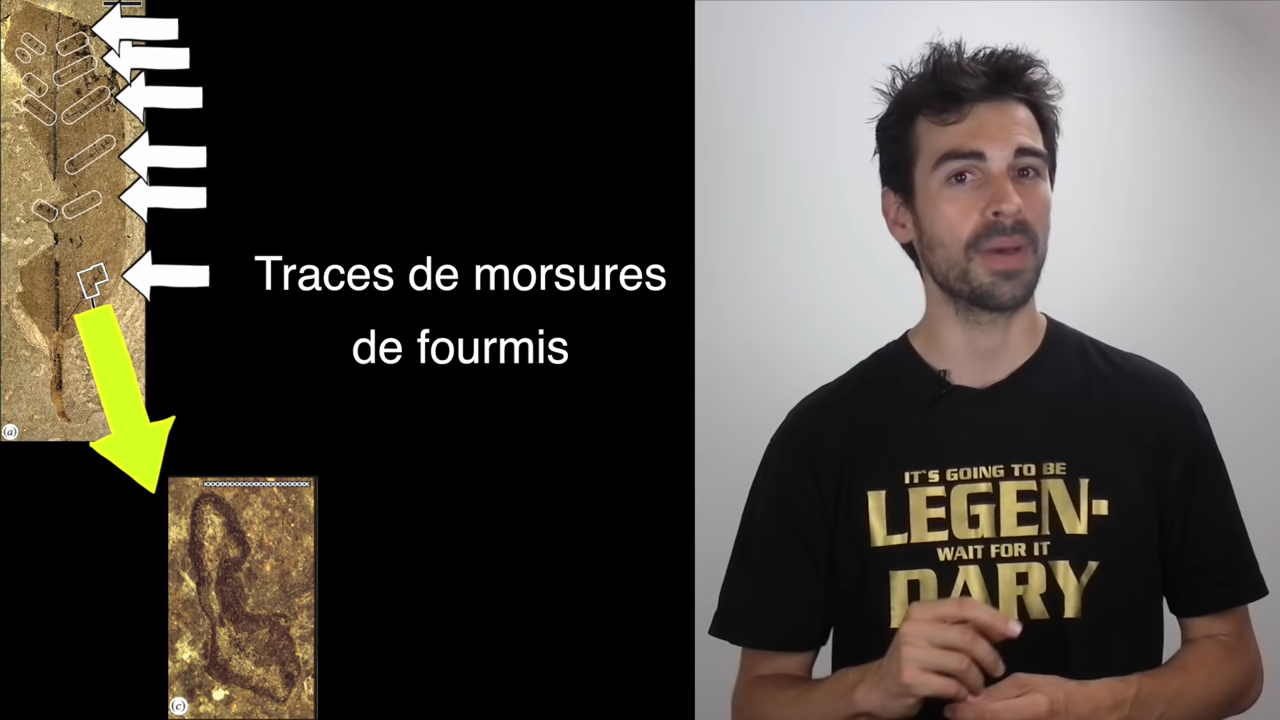 (a)
Traces de morsures
de fourmis
(c)
IT'S GOING TO BE
LEGEN-
WAIT FOR IT
DARY